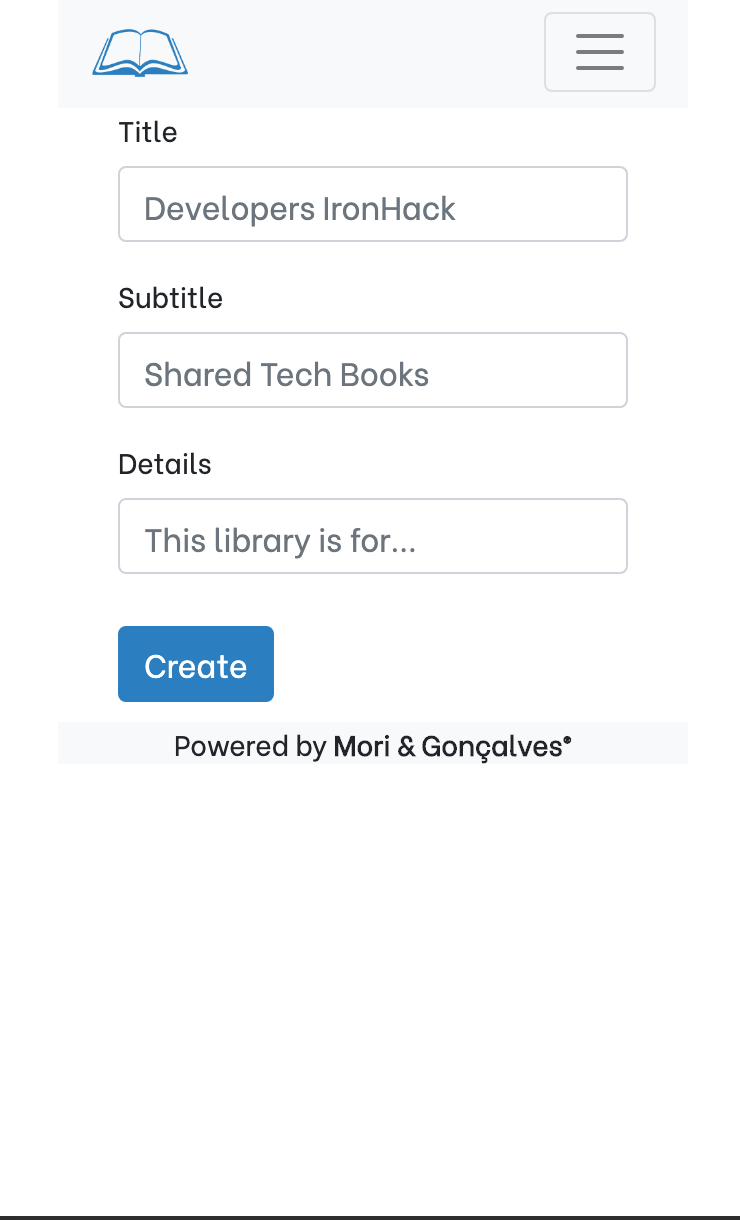 Title
Developers IronHack
Subtitle
Shared Tech Books
Details
This library is for...
Create
Powered by Mori & Gonçalves®